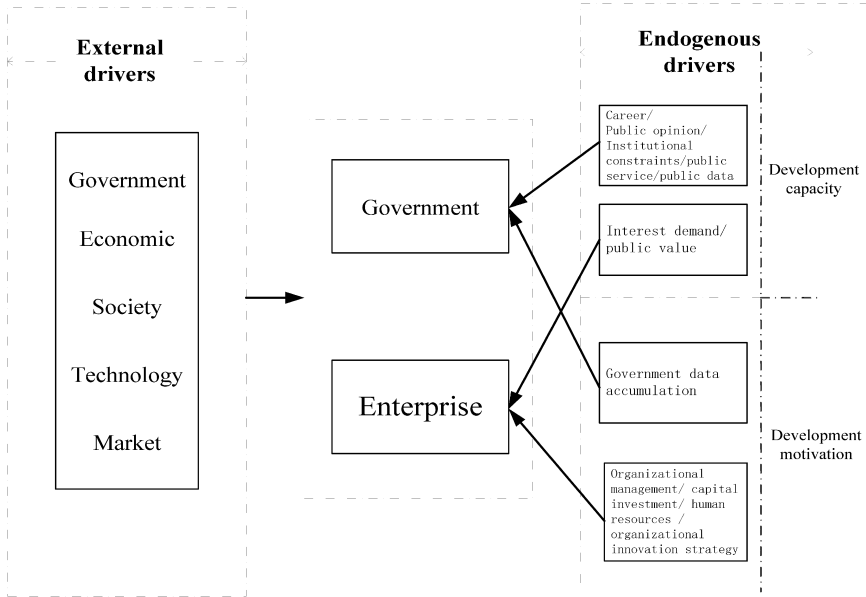 External
drivers
Government
Economic
Society
Technology
Market
Government
Enterprise
Endogenous
drivers
Career/
Public opinion/
Institutional
constraints/public
service/public data
Interest demand/
public value
Development
capacity
Government data
accumulation
Organizational
management/ capital
investment/ human
resources /
organizational
innovation strategy
Development
motivation